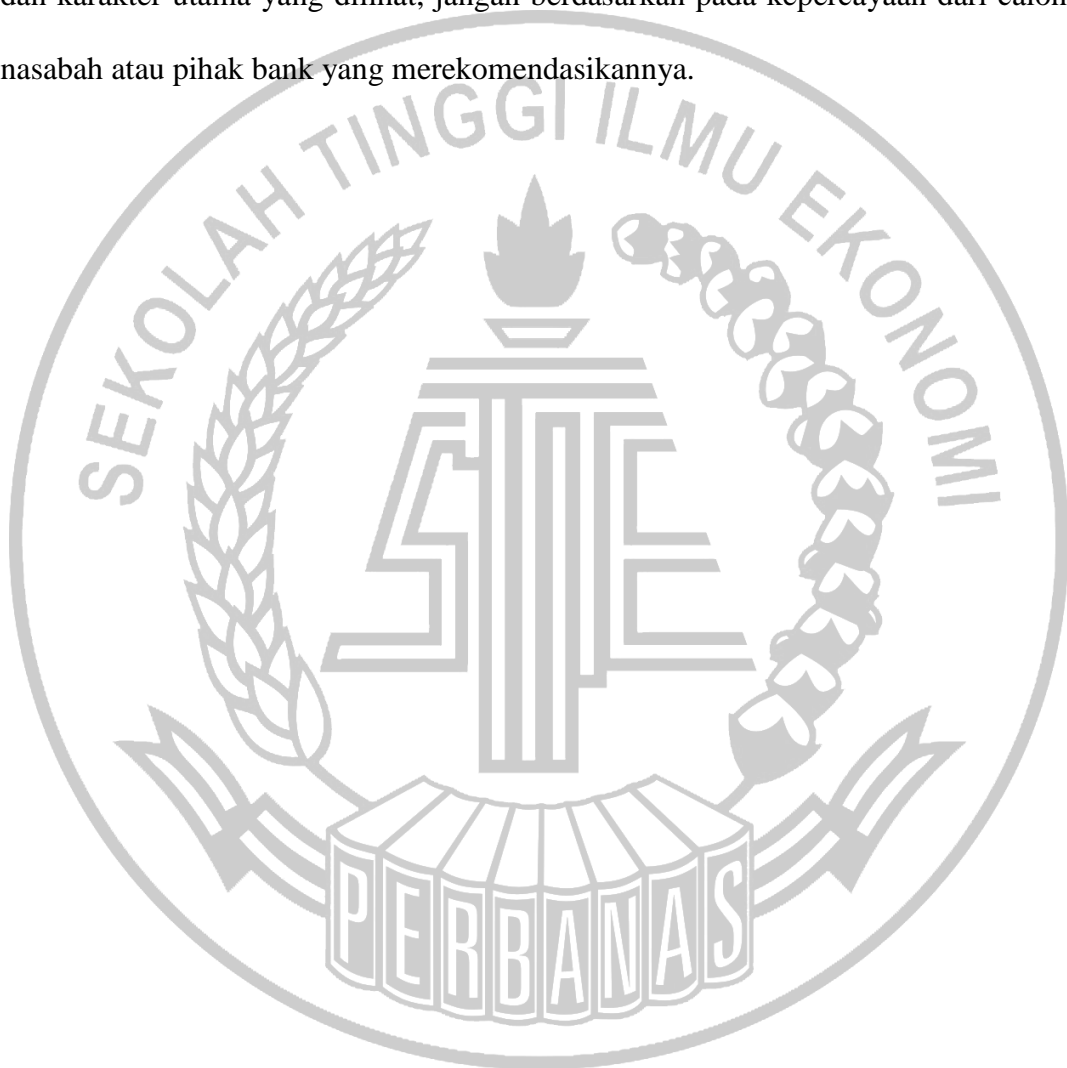 dan karakter utama yang dilihat, jangan berdasarkan pada kepercayaan dari calon
nasabah atau pihak bank yang merekomendasikannya.
SEKOLAH TINGGI ILMU EKONOMI
STIE
PERBANAS